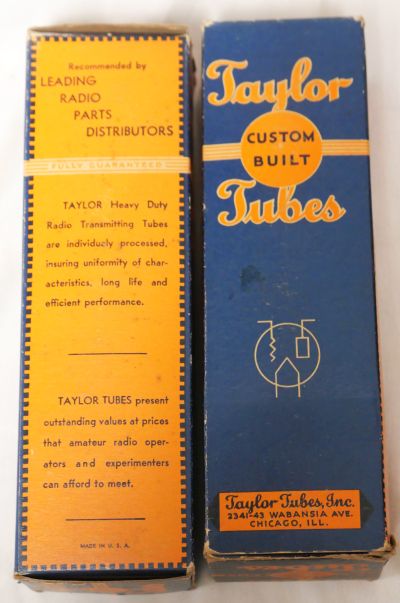 Recommended by
LEADING
RADIO
PARTS
DISTRIBUTORS
FULLY GUARANTEED
TAYLOR Heavy Duty
Radio Transmitting Tubes
are individually processed,
insuring uniformity of char-
acteristics, long life and
efficient performance.
TAYLOR TUBES present
outstanding values at prices
that amateur radio oper-
ators and experimenters
can afford to meet.
MADE IN U. S. A.
Taylor
CUSTOM
BUILT
Tubes
Taylor Tubes, Inc.
2341-43 WABANSIA AVE.
CHICAGO, ILL.